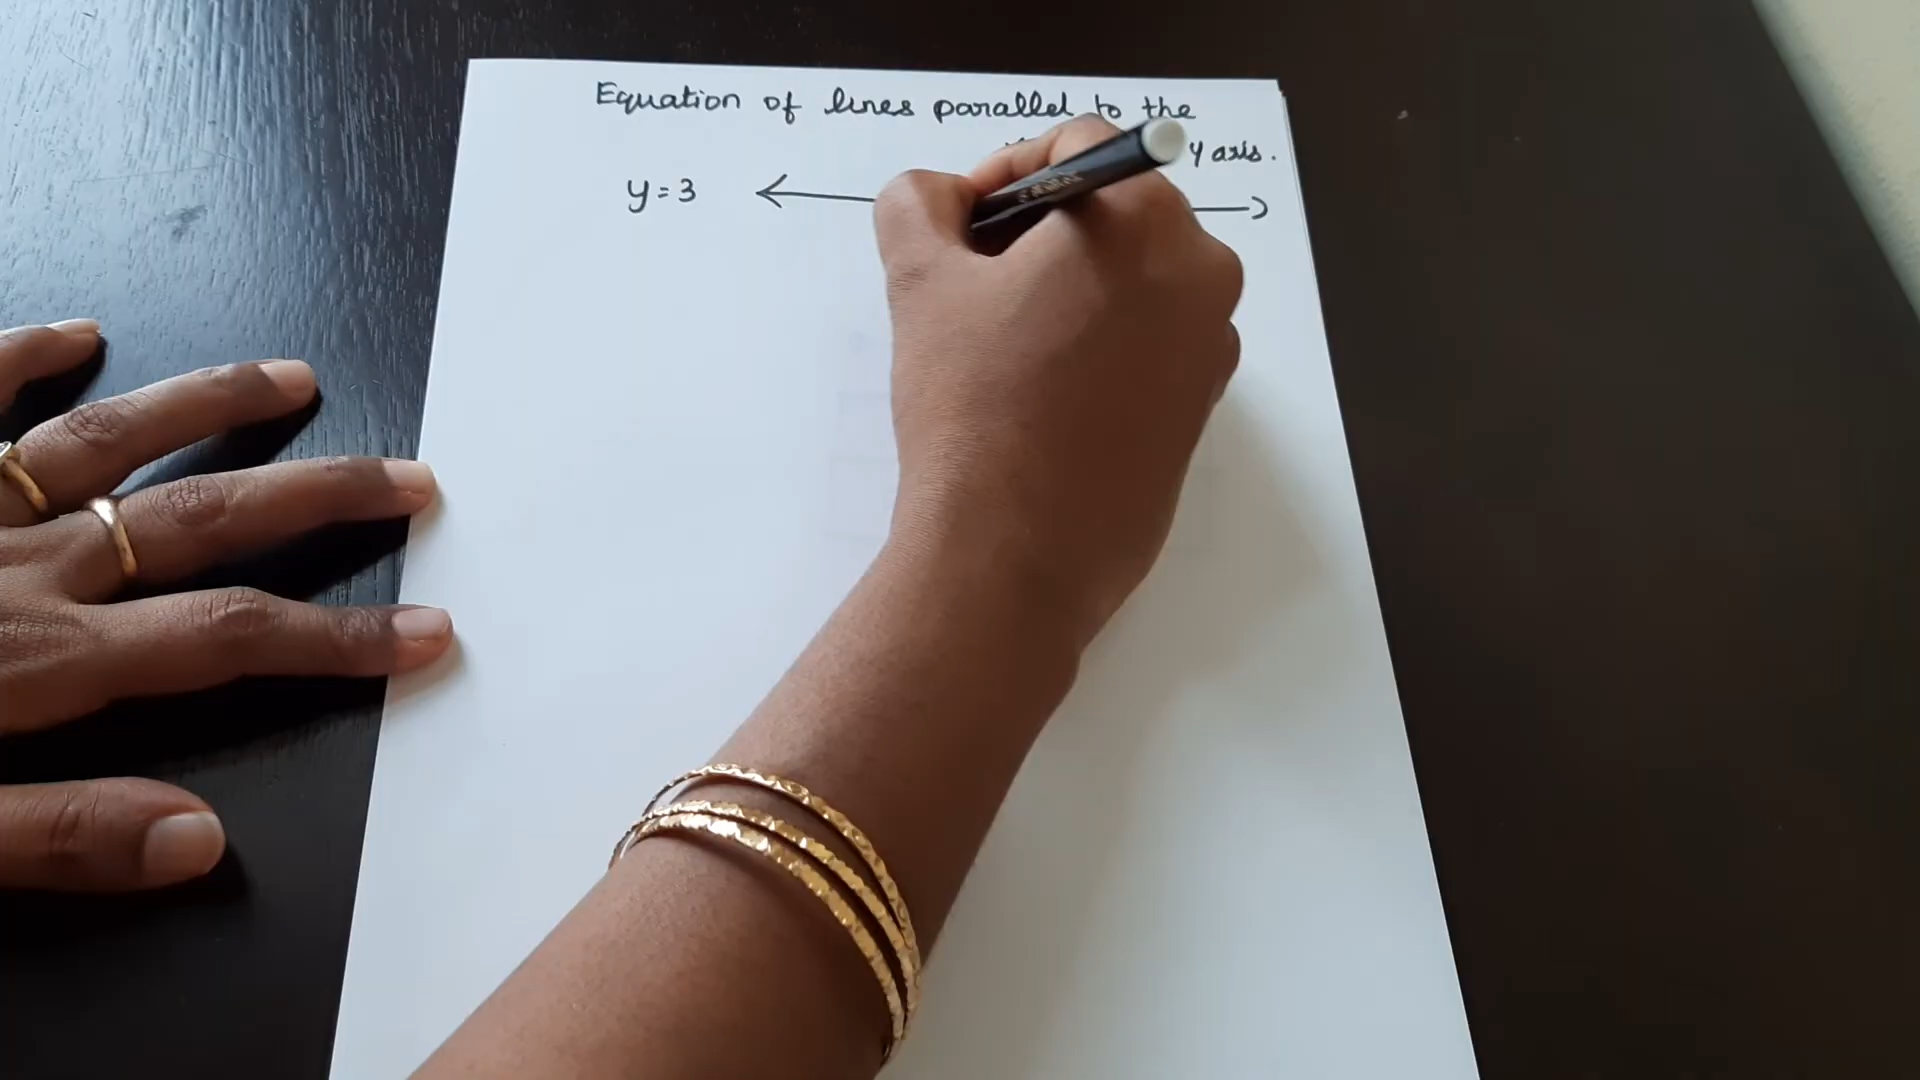 Equation of lines parallel to the
y axis.
y = 3